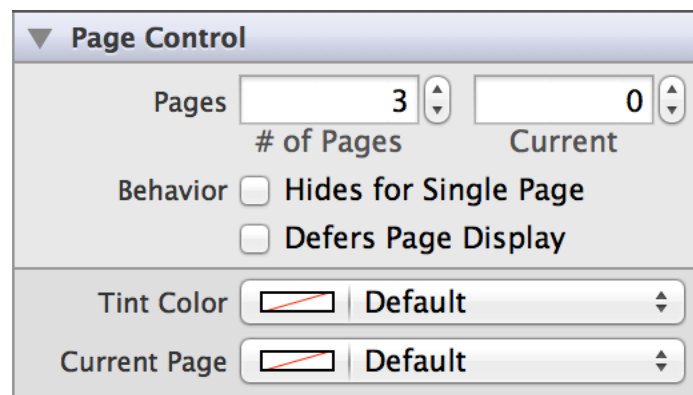 Page Control
Pages 3 0
# of Pages Current
Behavior Hides for Single Page
Defers Page Display
Tint Color Default
Current Page Default